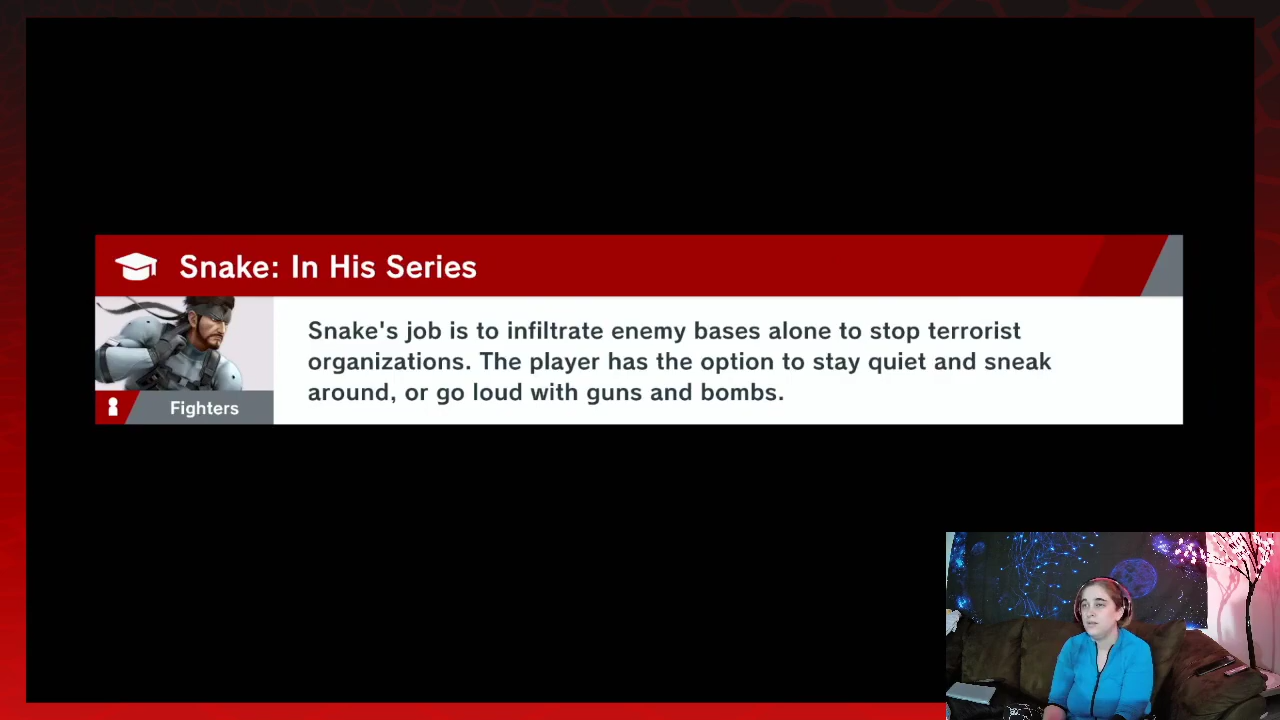 Snake: In His Series
Snake's job is to infiltrate enemy bases alone to stop terrorist
organizations. The player has the option to stay quiet and sneak
around, or go loud with guns and bombs.
Fighters